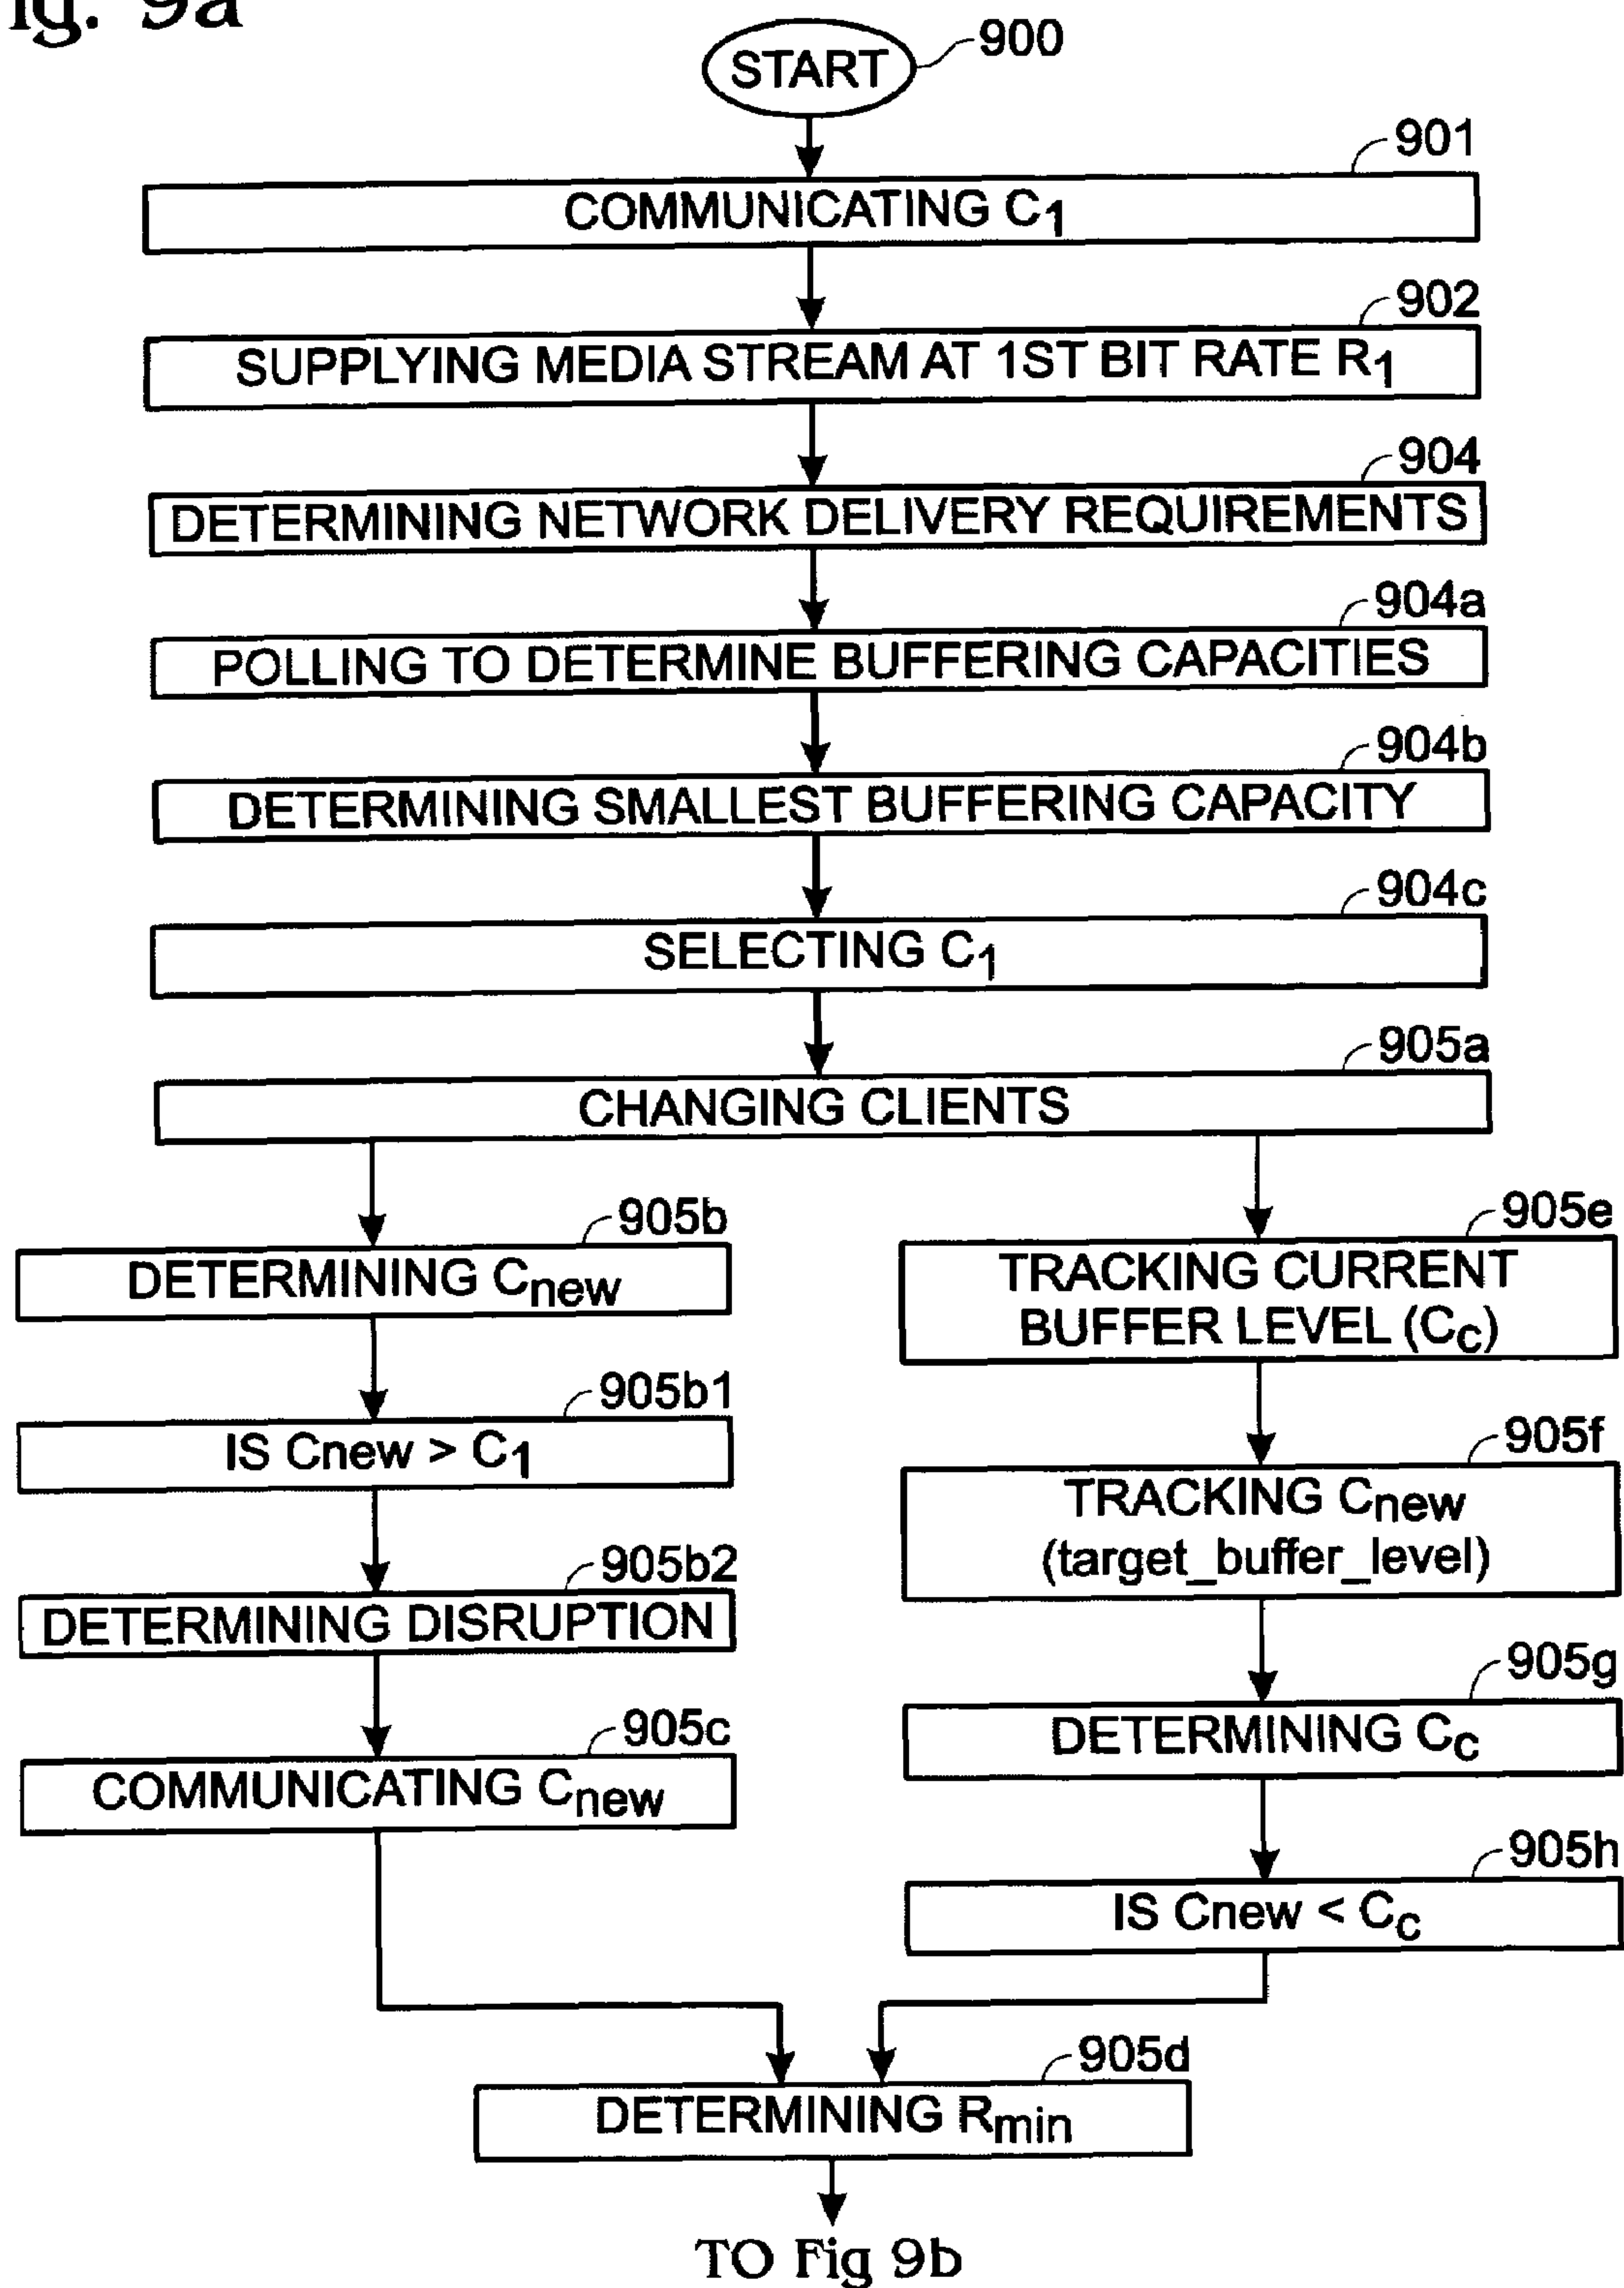 ig. 9a
START
900
901
COMMUNICATING C1
902
SUPPLYING MEDIA STREAM AT 1ST BIT RATE R1
904
DETERMINING NETWORK DELIVERY REQUIREMENTS
904a
POLLING TO DETERMINE BUFFERING CAPACITIES
904b
DETERMINING SMALLEST BUFFERING CAPACITY
904c
SELECTING C1
905a
CHANGING CLIENTS
905b
DETERMINING Cnew
905b1
IS Cnew > C1
905b2
DETERMINING DISRUPTION
905c
COMMUNICATING Cnew
905e
TRACKING CURRENT
BUFFER LEVEL (Cc)
905f
TRACKING Cnew
(target_buffer_level)
905g
DETERMINING Cc
905h
IS Cnew < Cc
905d
DETERMINING Rmin
TO Fig 9b